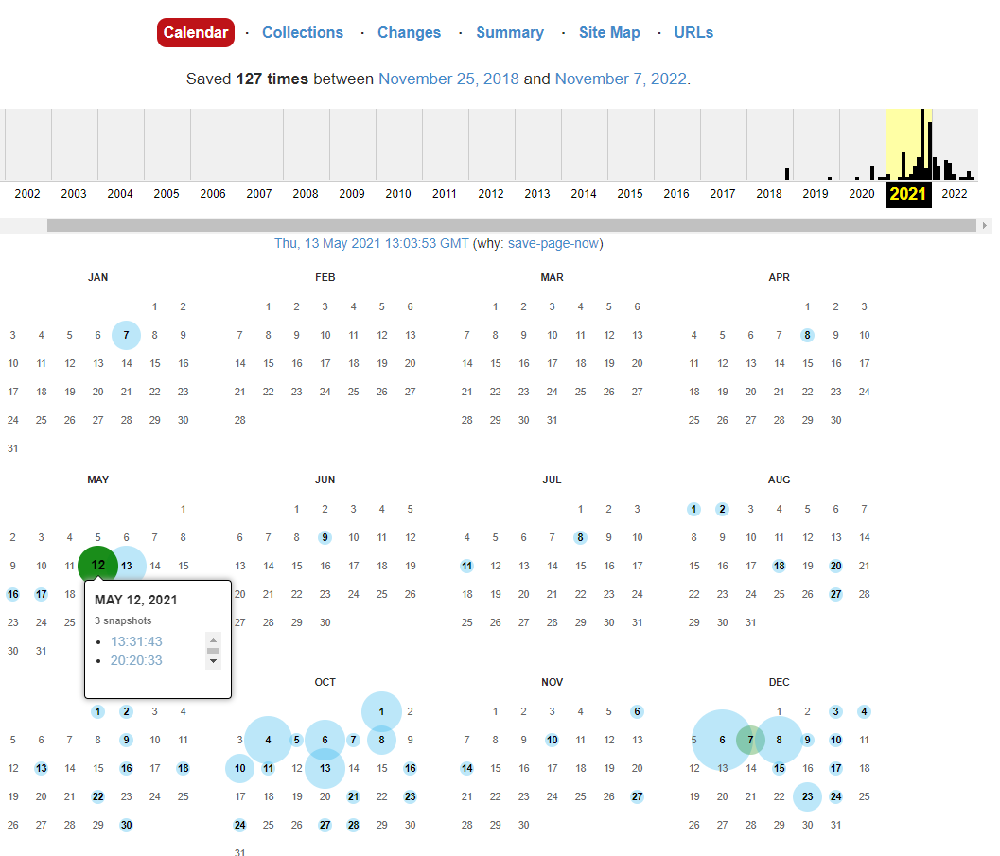 Calendar · Collections · Changes · Summary · Site Map · URLs
Saved 127 times between November 25, 2018 and November 7, 2022.
2002 2003 2004 2005 2006 2007 2008 2009 2010 2011 2012 2013 2014 2015 2016 2017 2018 2019 2020 2021 2022
Thu, 13 May 2021 13:03:53 GMT (why: save-page-now)
JAN FEB MAR APR
1 2 1 2 3 4 5 6 1 2 3 4 5 6 1 2 3
3 4 5 6 7 8 9 7 8 9 10 11 12 13 7 8 9 10 11 12 13 4 5 6 7 8 9 10
10 11 12 13 14 15 16 14 15 16 17 18 19 20 14 15 16 17 18 19 20 11 12 13 14 15 16 17
17 18 19 20 21 22 23 21 22 23 24 25 26 27 21 22 23 24 25 26 27 18 19 20 21 22 23 24
24 25 26 27 28 29 30 28 28 29 30 31 25 26 27 28 29 30
31
MAY JUN JUL AUG
1 1 2 3 4 5 1 2 3 1 2 3 4 5 6 7
2 3 4 5 6 7 8 6 7 8 9 10 11 12 4 5 6 7 8 9 10 8 9 10 11 12 13 14
9 10 11 12 13 14 15 13 14 15 16 17 18 19 11 12 13 14 15 16 17 15 16 17 18 19 20 21
16 17 18 20 21 22 23 24 25 26 18 19 20 21 22 23 24 22 23 24 25 26 27 28
23 24 25 27 28 29 30 25 26 27 28 29 30 31 29 30 31
30 31
MAY 12, 2021
3 snapshots
• 13:31:43
• 20:20:33
OCT NOV DEC
1 2 3 4 1 2 1 2 3 4 5 6 1 2 3 4
5 6 7 8 9 10 11 3 4 5 6 7 8 9 7 8 9 10 11 12 13 5 6 7 8 9 10 11
12 13 14 15 16 17 18 10 11 12 13 14 15 16 14 15 16 17 18 19 20 12 13 14 15 16 17 18
19 20 21 22 23 24 25 17 18 19 20 21 22 23 21 22 23 24 25 26 27 19 20 21 22 23 24 25
26 27 28 29 30 24 25 26 27 28 29 30 28 29 30 26 27 28 29 30 31
31